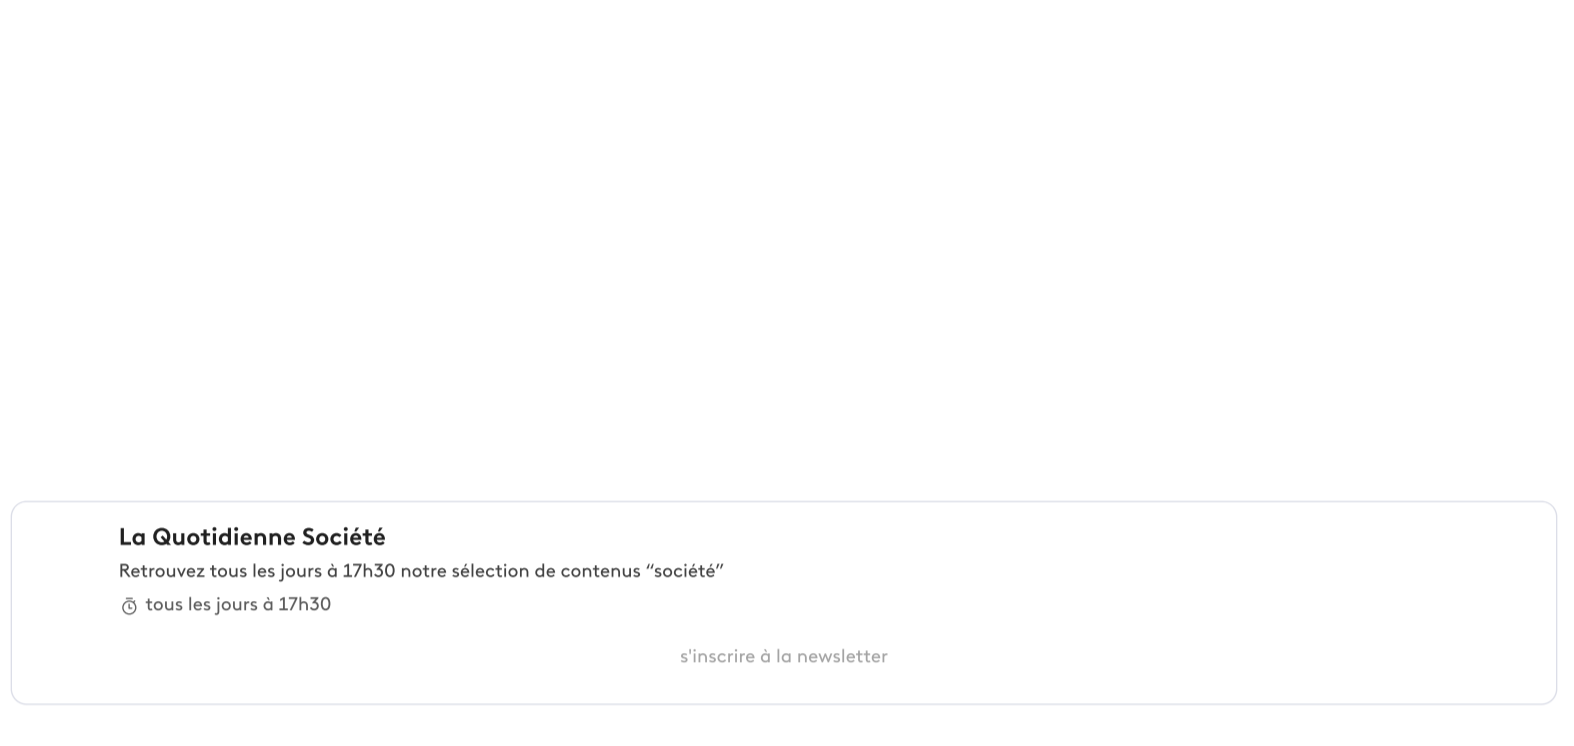 La Quotidienne Société
Retrouvez tous les jours à 17h30 notre sélection de contenus “société”
tous les jours à 17h30
s'inscrire à la newsletter